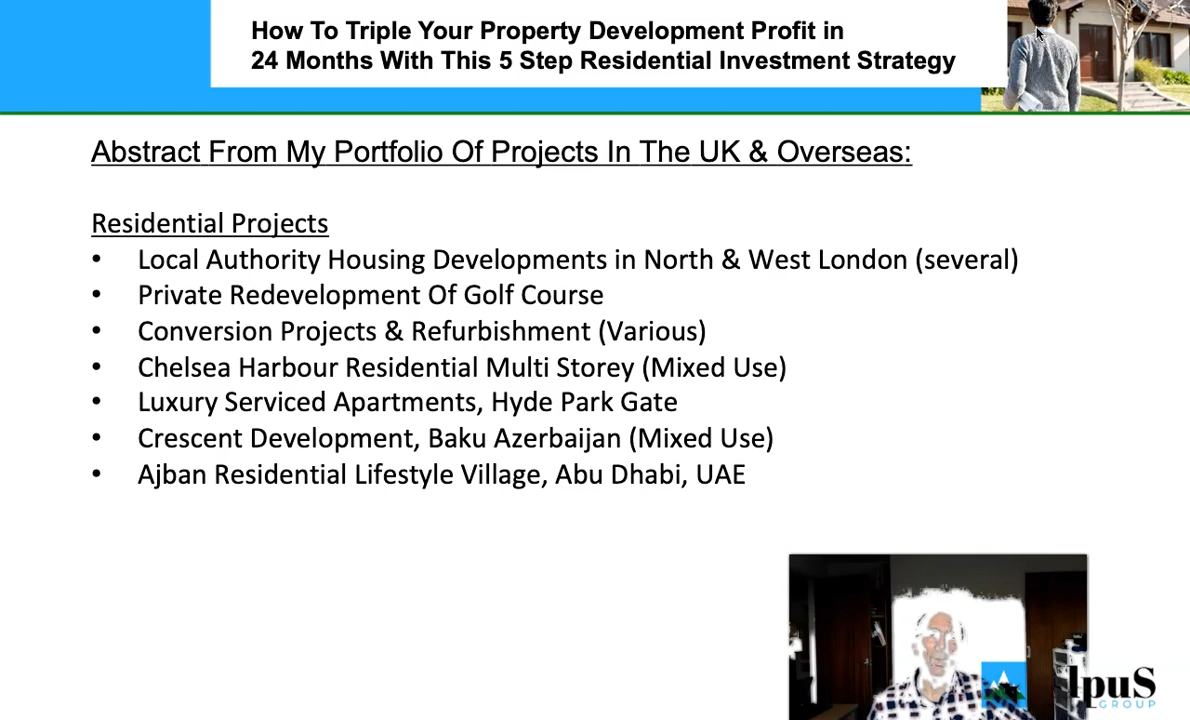 How To Triple Your Property Development Profit in
24 Months With This 5 Step Residential Investment Strategy
Abstract From My Portfolio Of Projects In The UK & Overseas:
Residential Projects
• Local Authority Housing Developments in North & West London (several)
• Private Redevelopment Of Golf Course
• Conversion Projects & Refurbishment (Various)
• Chelsea Harbour Residential Multi Storey (Mixed Use)
• Luxury Serviced Apartments, Hyde Park Gate
• Crescent Development, Baku Azerbaijan (Mixed Use)
• Ajban Residential Lifestyle Village, Abu Dhabi, UAE
IpuS
GROUP